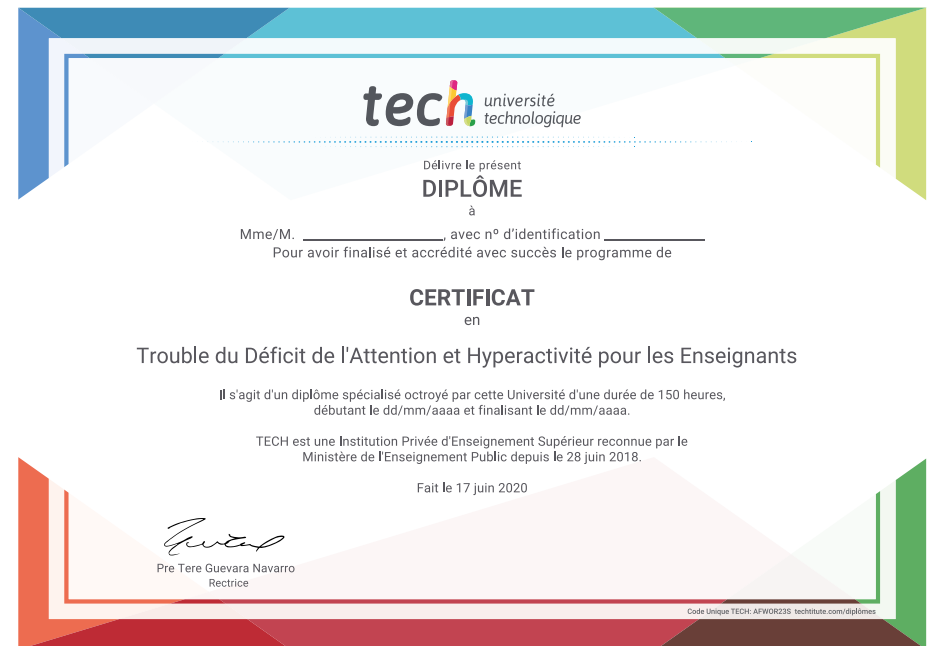 tech université
technologique
Délivre le présent
DIPLÔME
à
Mme/M. ____________________, avec nº d'identification ______________
Pour avoir finalisé et accrédité avec succès le programme de
CERTIFICAT
en
Trouble du Déficit de l'Attention et Hyperactivité pour les Enseignants
Il s'agit d'un diplôme spécialisé octroyé par cette Université d'une durée de 150 heures,
débutant le dd/mm/aaaa et finalisant le dd/mm/aaaa.
TECH est une Institution Privée d'Enseignement Supérieur reconnue par le
Ministère de l'Enseignement Public depuis le 28 juin 2018.
Fait le 17 juin 2020
Pre Tere Guevara Navarro
Rectrice
Code Unique TECH: AFWOR23S techtitute.com/diplômes